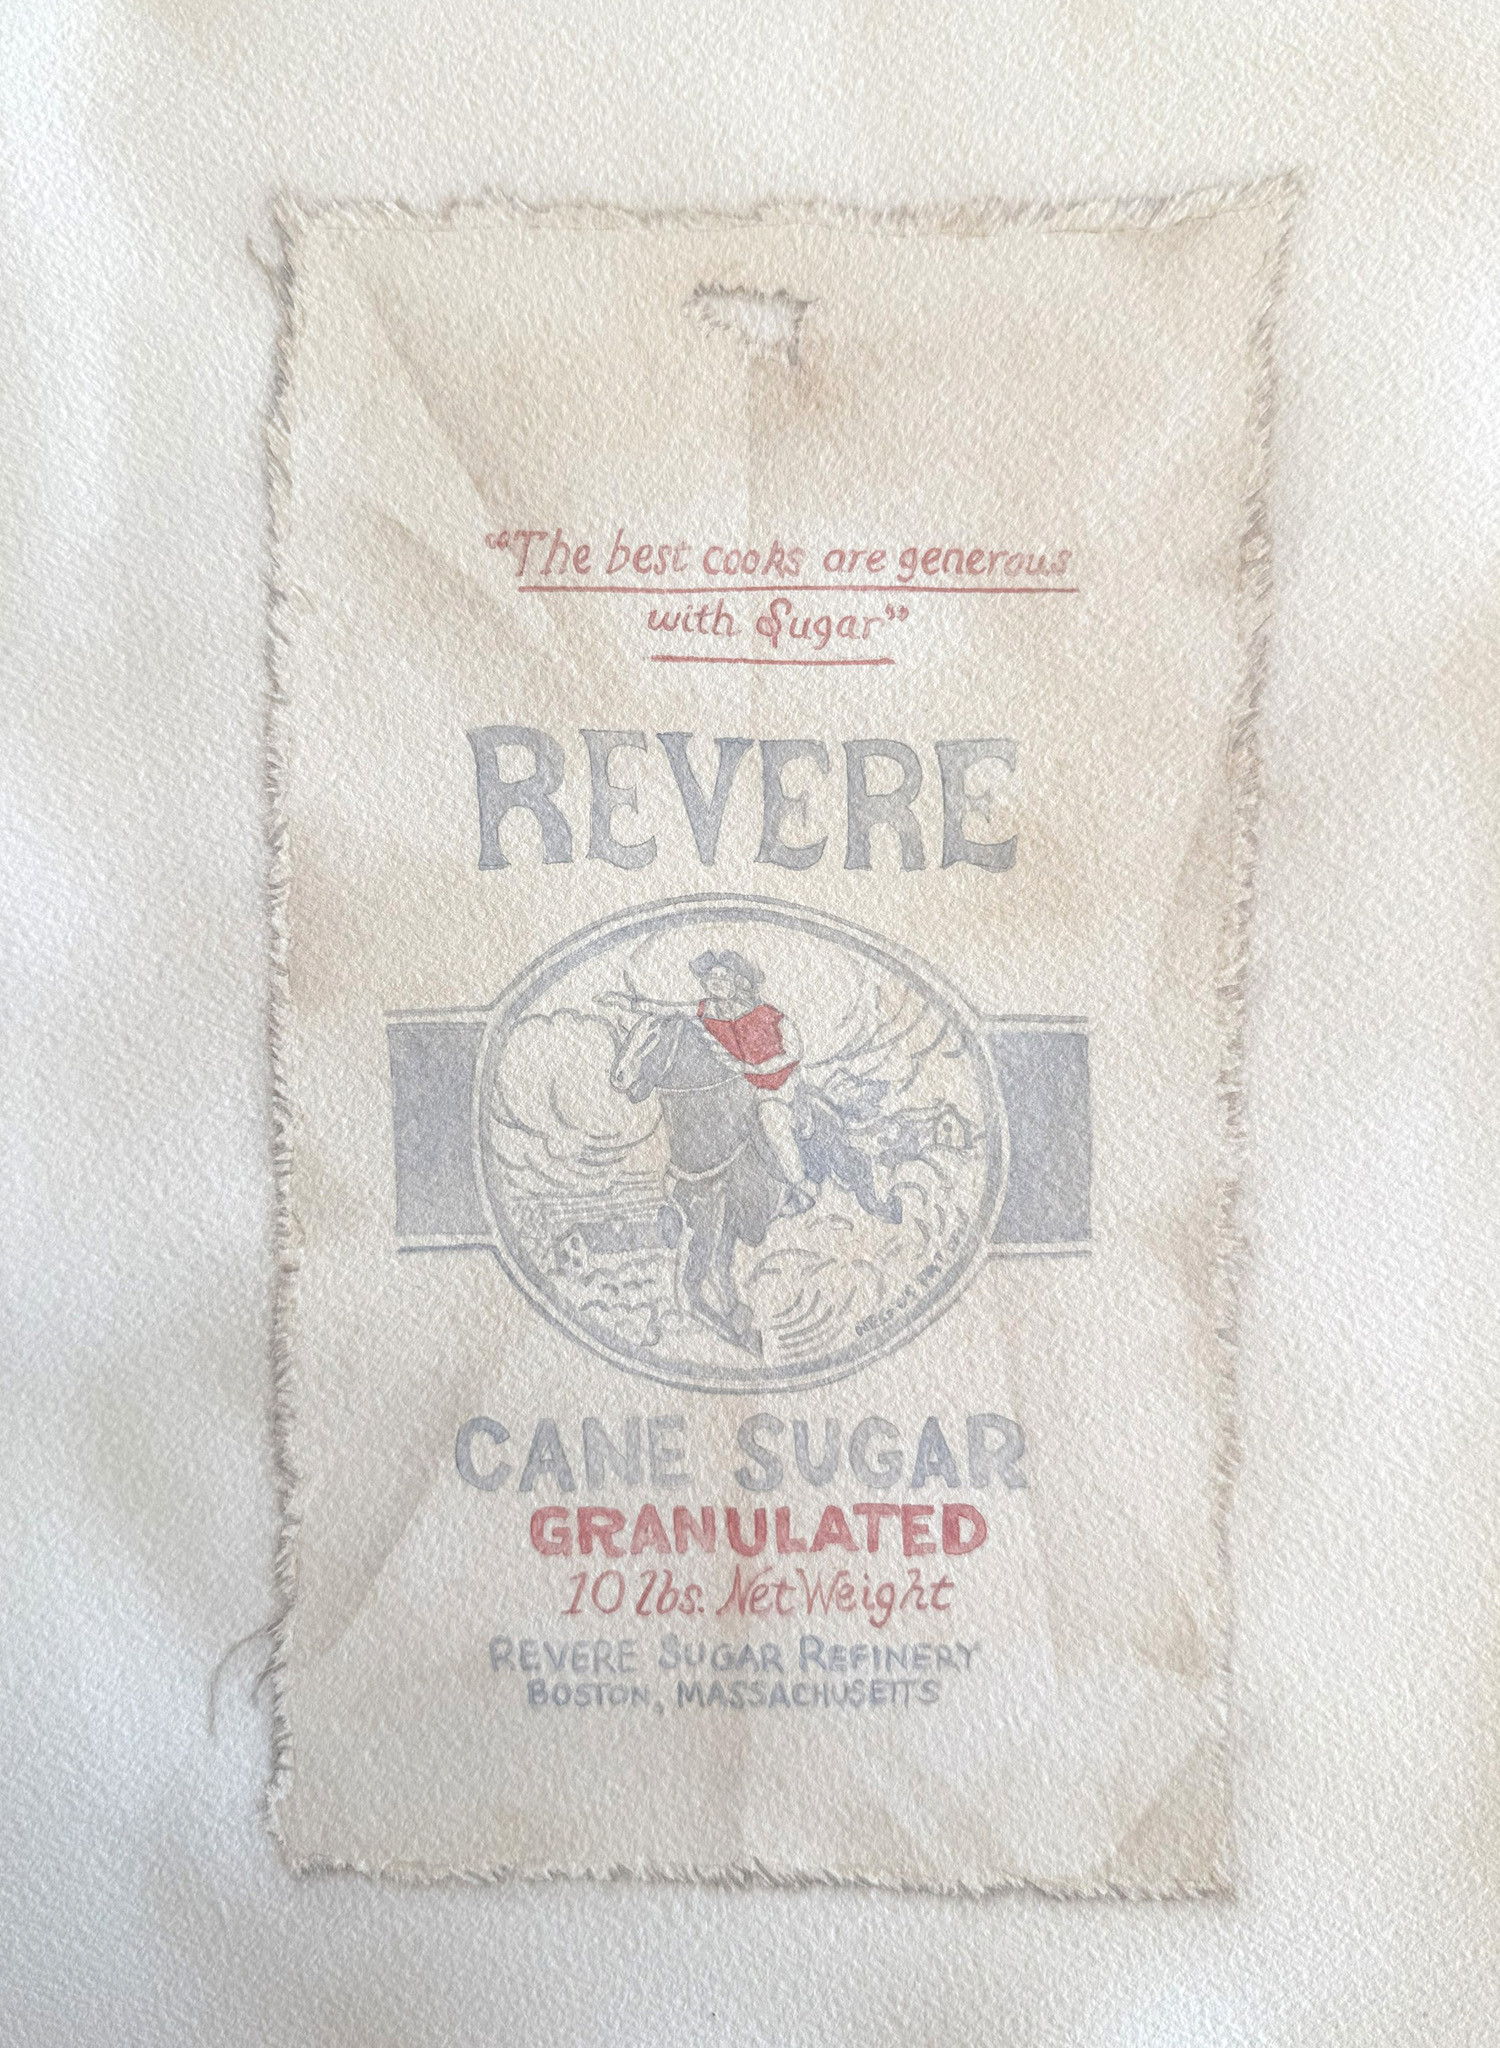 “The best cooks are generous
with Sugar”
REVERE
CANE SUGAR
GRANULATED
10 lbs. Net Weight
REVERE SUGAR REFINERY
BOSTON, MASSACHUSETTS